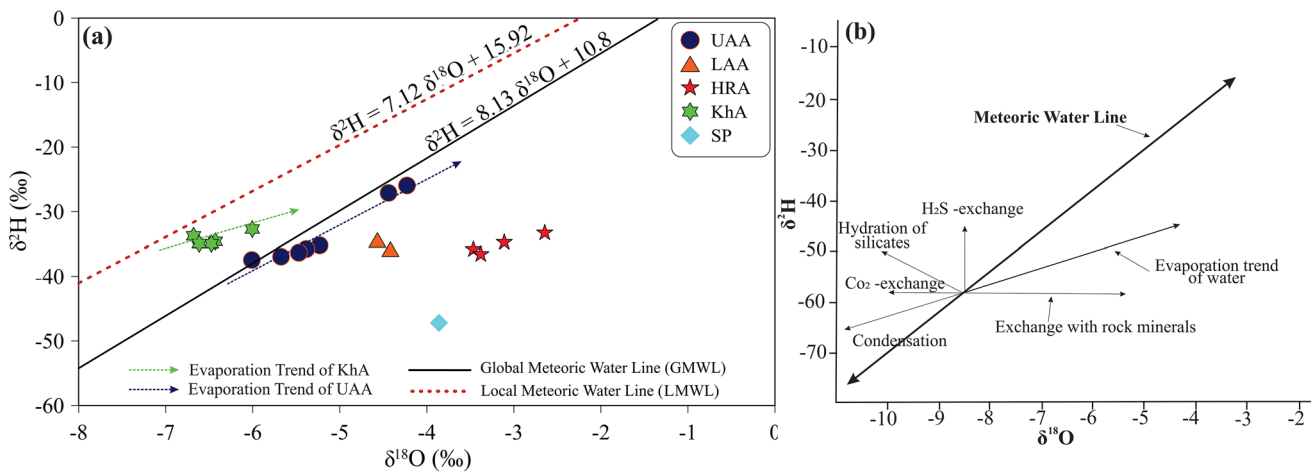 (a)
0
-10
-20
-30
-40
-50
-60
δ²H (‰)
-8
-7
-6
-5
-4
-3
-2
-1
0
δ¹⁸O (‰)
δ²H = 7.12 δ¹⁸O + 15.92
δ²H = 8.13 δ¹⁸O + 10.8
UAA
LAA
HRA
KhA
SP
Evaporation Trend of KhA
Evaporation Trend of UAA
Global Meteoric Water Line (GMWL)
Local Meteoric Water Line (LMWL)
(b)
-10
-20
-30
-40
-50
-60
-70
δ²H
Meteoric Water Line
H₂S -exchange
Hydration of
silicates
Co₂ -exchange
Condensation
Evaporation trend
of water
Exchange with rock minerals
-10
-9
-8
-7
-6
-5
-4
-3
-2
δ¹⁸O